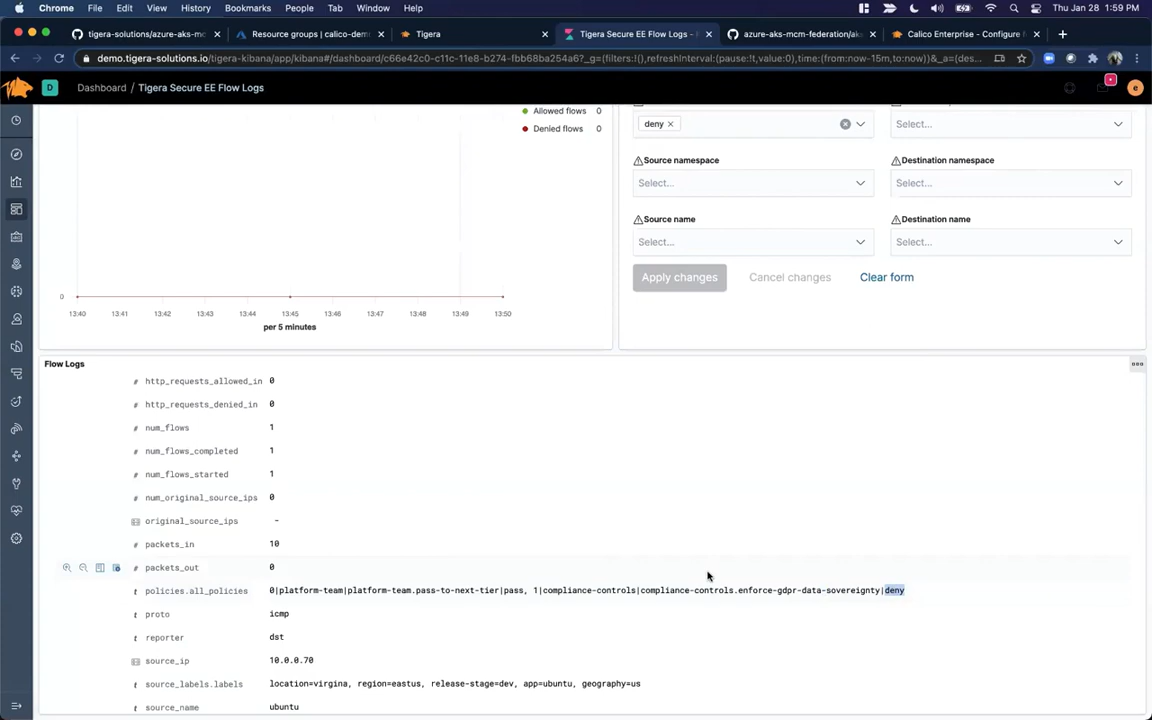 Chrome File Edit View History Bookmarks People Tab Window Help Thu Jan 28 1:59 PM
tigera-solutions/azure-aks-mc × Resource groups | calico-dem × Tigera × Tigera Secure EE Flow Logs - × azure-aks-mcm-federation/aks × Calico Enterprise - Configure × +
demo.tigera-solutions.io/tigera-kibana/app/kibana#/dashboard/c66e42c0-c11c-11e8-b274-fbb68ba254a6?_g=(filters:!(),refreshInterval:(pause:!t,value:0),time:(from:now-15m,to:now))&_a=(des...
D Dashboard / Tigera Secure EE Flow Logs e
Allowed flows 0
Denied flows 0
deny × Select...
Source namespace Destination namespace
Select... Select...
Source name Destination name
Select... Select...
Apply changes Cancel changes Clear form
0
13:40 13:41 13:42 13:43 13:44 13:45 13:46 13:47 13:48 13:49 13:50
per 5 minutes
Flow Logs
# http_requests_allowed_in 0
# http_requests_denied_in 0
# num_flows 1
# num_flows_completed 1
# num_flows_started 1
# num_original_source_ips 0
original_source_ips -
# packets_in 10
# packets_out 0
t policies.all_policies 0|platform-team|platform-team.pass-to-next-tier|pass, 1|compliance-controls|compliance-controls.enforce-gdpr-data-sovereignty|deny
t proto icmp
t reporter dst
source_ip 10.0.0.70
t source_labels.labels location=virgina, region=eastus, release-stage=dev, app=ubuntu, geography=us
t source_name ubuntu